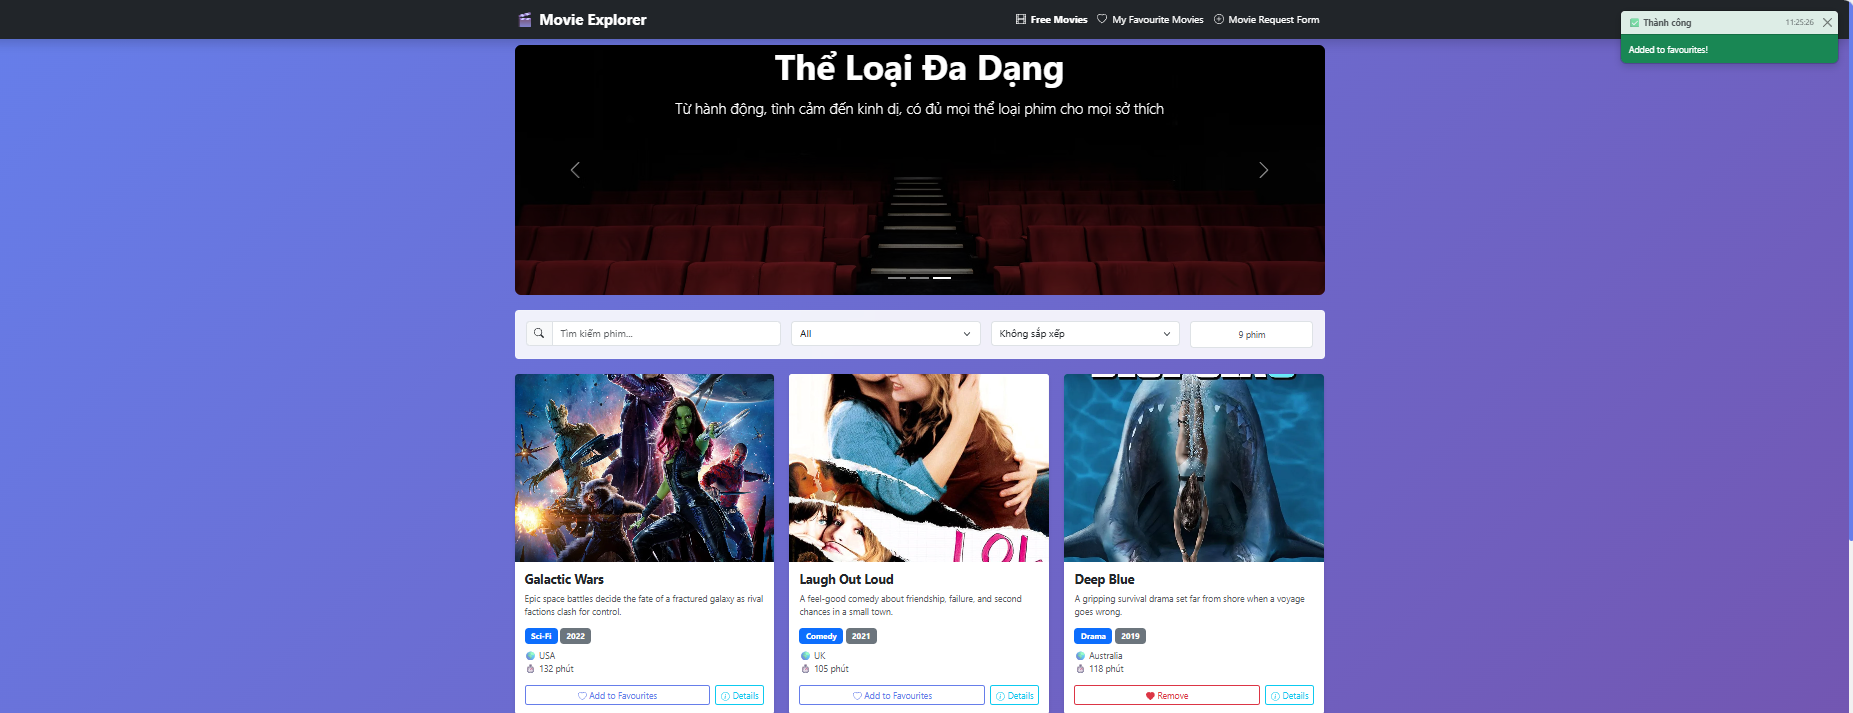 Movie Explorer
Free Movies My Favourite Movies Movie Request Form
Thành công 11:25:26
Added to favourites!
Thể Loại Đa Dạng
Từ hành động, tình cảm đến kinh dị, có đủ mọi thể loại phim cho mọi sở thích
Tìm kiếm phim... All Không sắp xếp 9 phim
LOL
Galactic Wars
Epic space battles decide the fate of a fractured galaxy as rival
factions clash for control.
Sci-Fi 2022
USA
132 phút
Add to Favourites Details
Laugh Out Loud
A feel-good comedy about friendship, failure, and second
chances in a small town.
Comedy 2021
UK
105 phút
Add to Favourites Details
Deep Blue
A gripping survival drama set far from shore when a voyage
goes wrong.
Drama 2019
Australia
118 phút
Remove Details